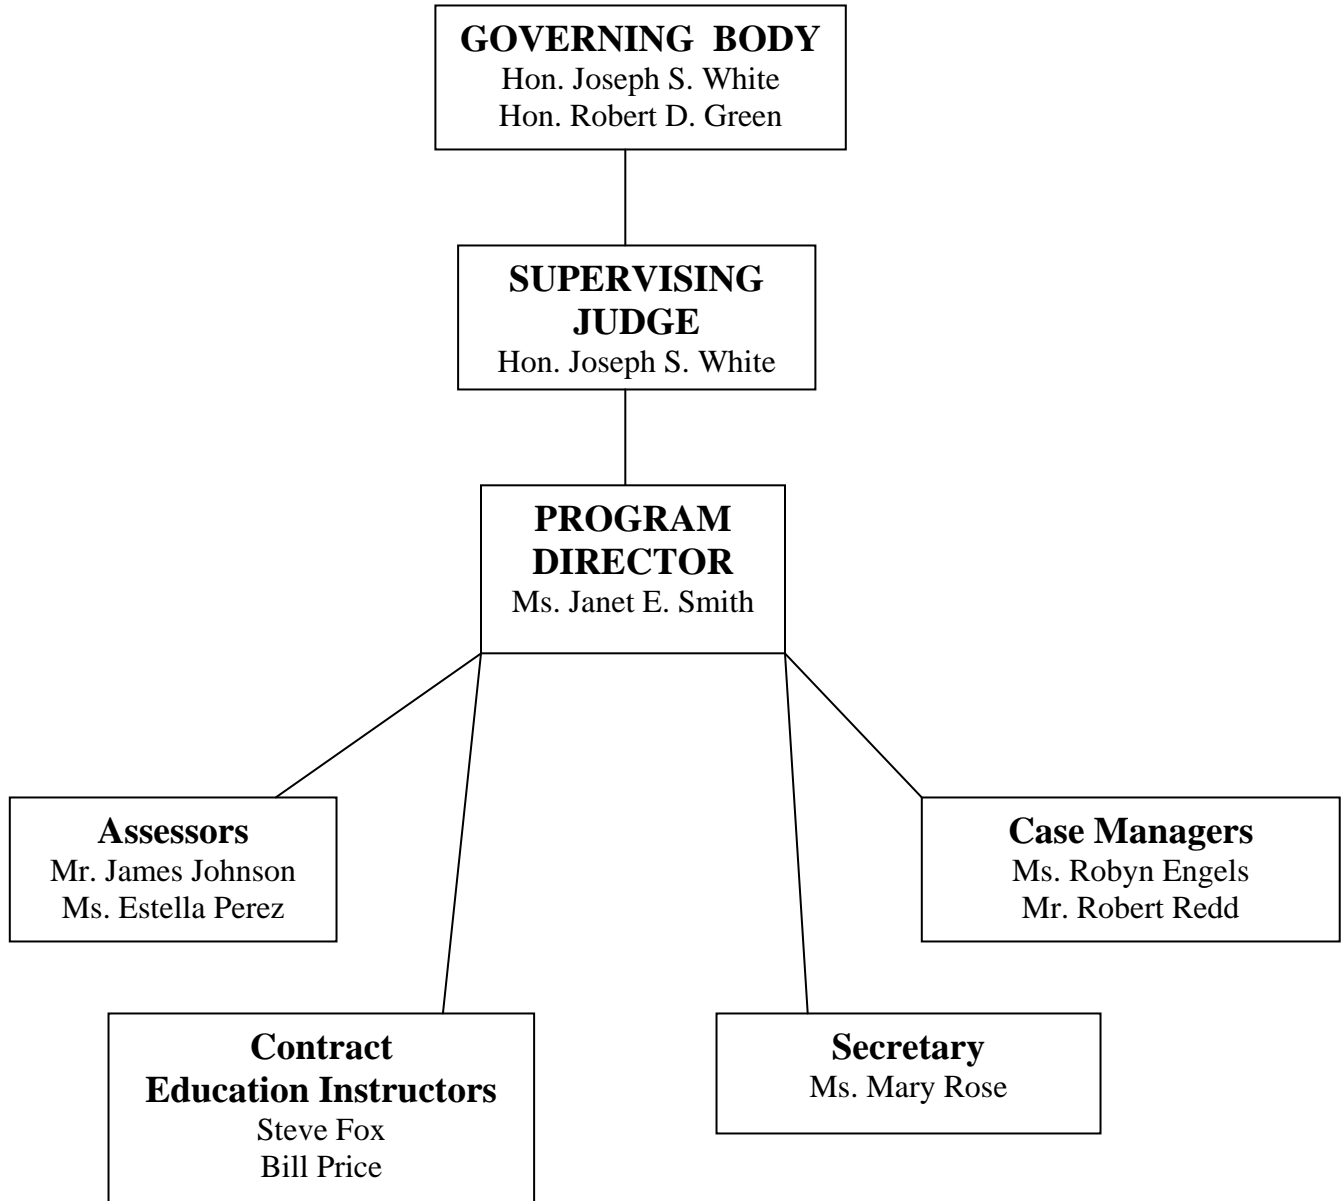 GOVERNING BODY
Hon. Joseph S. White
Hon. Robert D. Green
SUPERVISING
JUDGE
Hon. Joseph S. White
PROGRAM
DIRECTOR
Ms. Janet E. Smith
Assessors
Mr. James Johnson
Ms. Estella Perez
Case Managers
Ms. Robyn Engels
Mr. Robert Redd
Contract
Education Instructors
Steve Fox
Bill Price
Secretary
Ms. Mary Rose